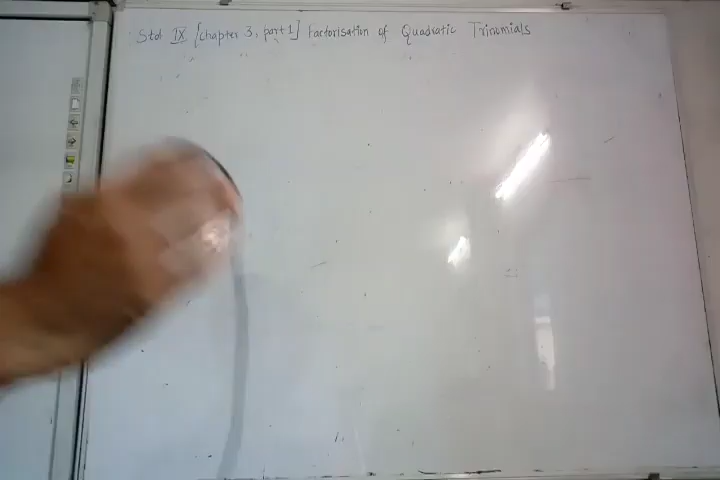 Std IX [chapter 3, part 1] Factorisation of Quadratic Trinomials